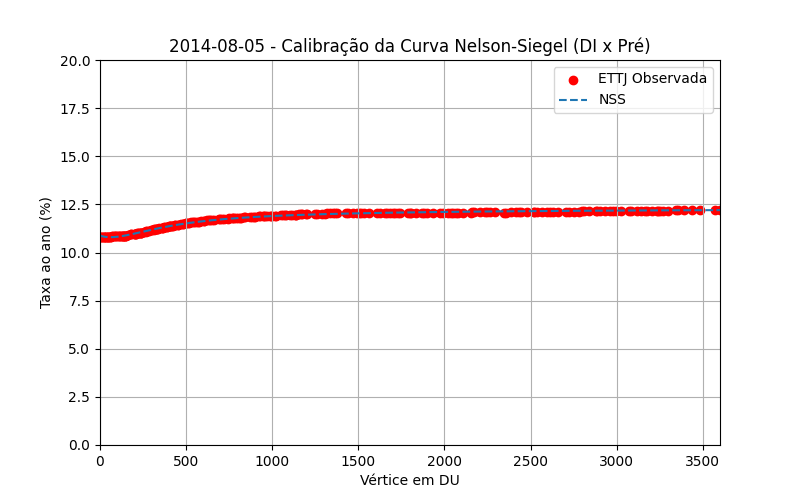 2014-08-05 - Calibração da Curva Nelson-Siegel (DI x Pré)
20.0
17.5
15.0
12.5
10.0
7.5
5.0
2.5
0.0
Taxa ao ano (%)
ETTJ Observada
NSS
0 500 1000 1500 2000 2500 3000 3500
Vértice em DU